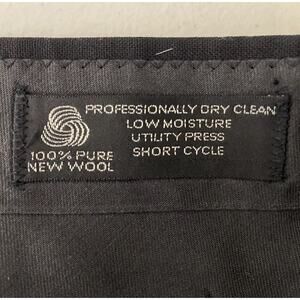 PROFESSIONALLY DRY CLEAN
LOW MOISTURE
UTILITY PRESS
SHORT CYCLE
100% PURE
NEW WOOL